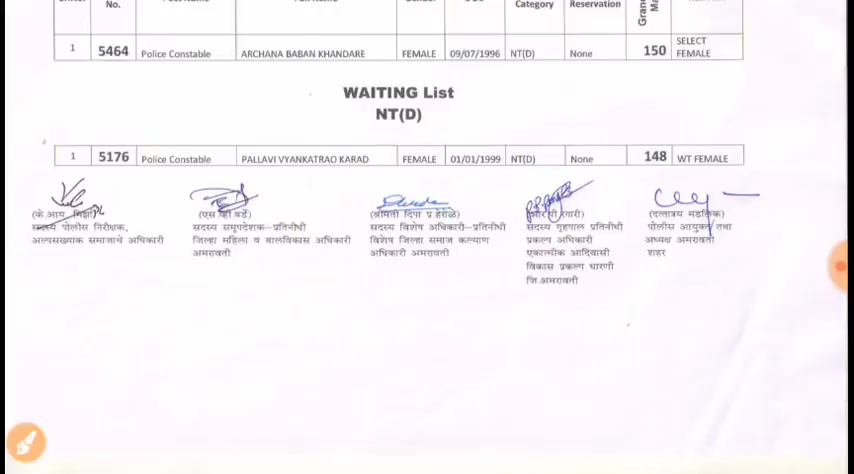 No.
Category
Reservation
1 5464 Police Constable ARCHANA BABAN KHANDARE FEMALE 09/07/1996 NT(D) None 150 SELECT FEMALE
WAITING List
NT(D)
1 5176 Police Constable PALLAVI VYANKATRAO KARAD FEMALE 01/01/1999 NT(D) None 148 WT FEMALE
(के.आय.
सदस्य पोलीस निरीक्षक,
अल्पसख्याक समाजाचे अधिकारी
सदस्य समूपदेशक–प्रतिनीधी
जिल्हा महिला व बालविकास अधिकारी
अमरावती
(श्रीमती दिपा प्र हेरोळे)
सदस्य विशेष अधिकारी–प्रतिनीधी
विशेष जिल्हा समाज कल्याण
अधिकारी अमरावती
सदस्य गृहपाल प्रतिनीधी
प्रकल्प अधिकारी
एकात्मीक आदिवासी
विकास प्रकल्प धारणी
जि.अमरावती
(दत्तात्रय मंडलिक)
पोलीस आयुक्त तथा
अध्यक्ष अमरावती
शहर